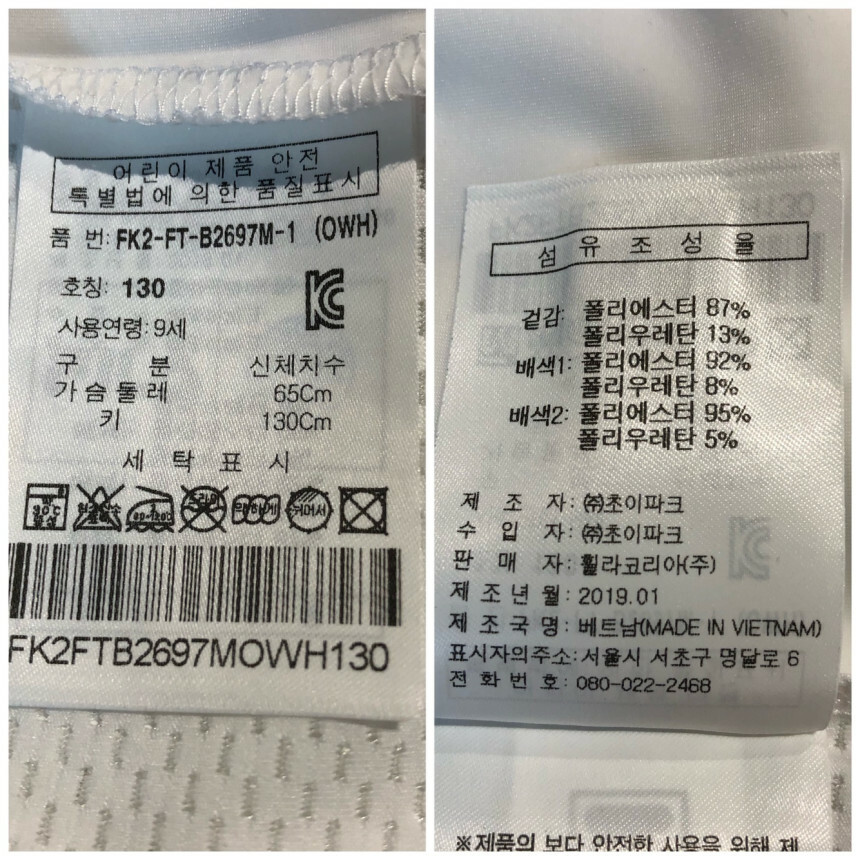 어린이 제품 안전
특별법에 의한 품질표시
품 번: FK2-FT-B2697M-1 (OWH)
호칭: 130
사용연령: 9세
구 분 신체치수
가슴둘레 65Cm
키 130Cm
세 탁 표 시
FK2FTB2697MOWH130
섬 유 조 성 율
겉감: 폴리에스터 87%
폴리우레탄 13%
배색1: 폴리에스터 92%
폴리우레탄 8%
배색2: 폴리에스터 95%
폴리우레탄 5%
제 조 자: ㈜초이파크
수 입 자: ㈜초이파크
판 매 자: 휠라코리아(주)
제 조 년 월: 2019.01
제 조 국 명: 베트남(MADE IN VIETNAM)
표시자의주소: 서울시 서초구 명달로 6
전 화 번 호: 080-022-2468
※제품의 보다 안전한 사용을 위해 제